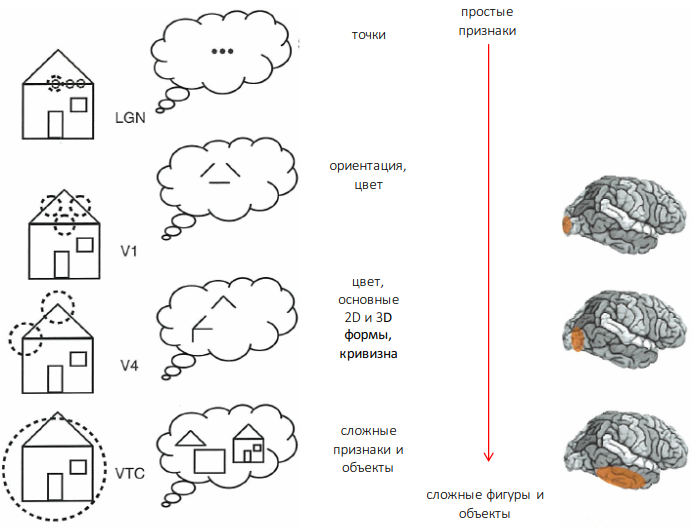 простые
признаки
точки
LGN
ориентация,
цвет
V1
цвет,
основные
2D и 3D
формы,
кривизна
V4
сложные
признаки и
объекты
VTC
сложные фигуры и
объекты